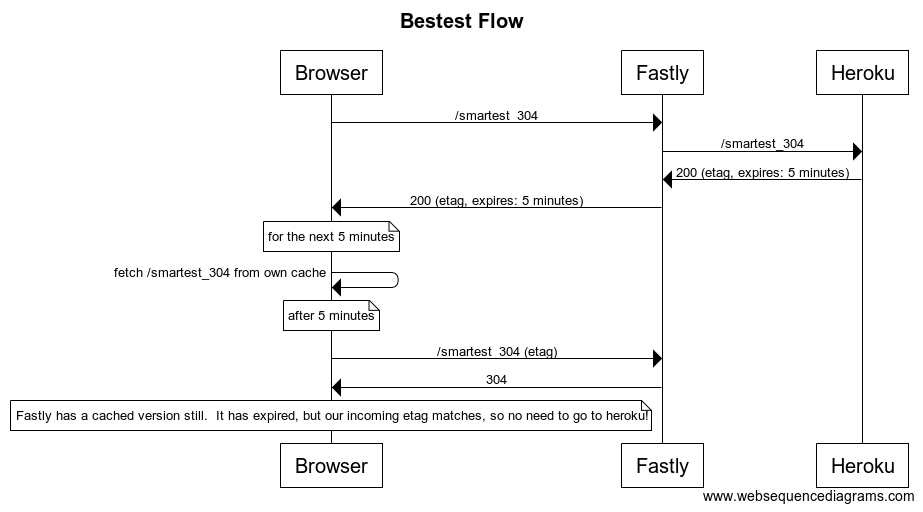 Bestest Flow
Browser
Fastly
Heroku
/smartest_304
/smartest_304
200 (etag, expires: 5 minutes)
200 (etag, expires: 5 minutes)
for the next 5 minutes
fetch /smartest_304 from own cache
after 5 minutes
/smartest_304 (etag)
304
Fastly has a cached version still.  It has expired, but our incoming etag matches, so no need to go to heroku!
Browser
Fastly
Heroku
www.websequencediagrams.com